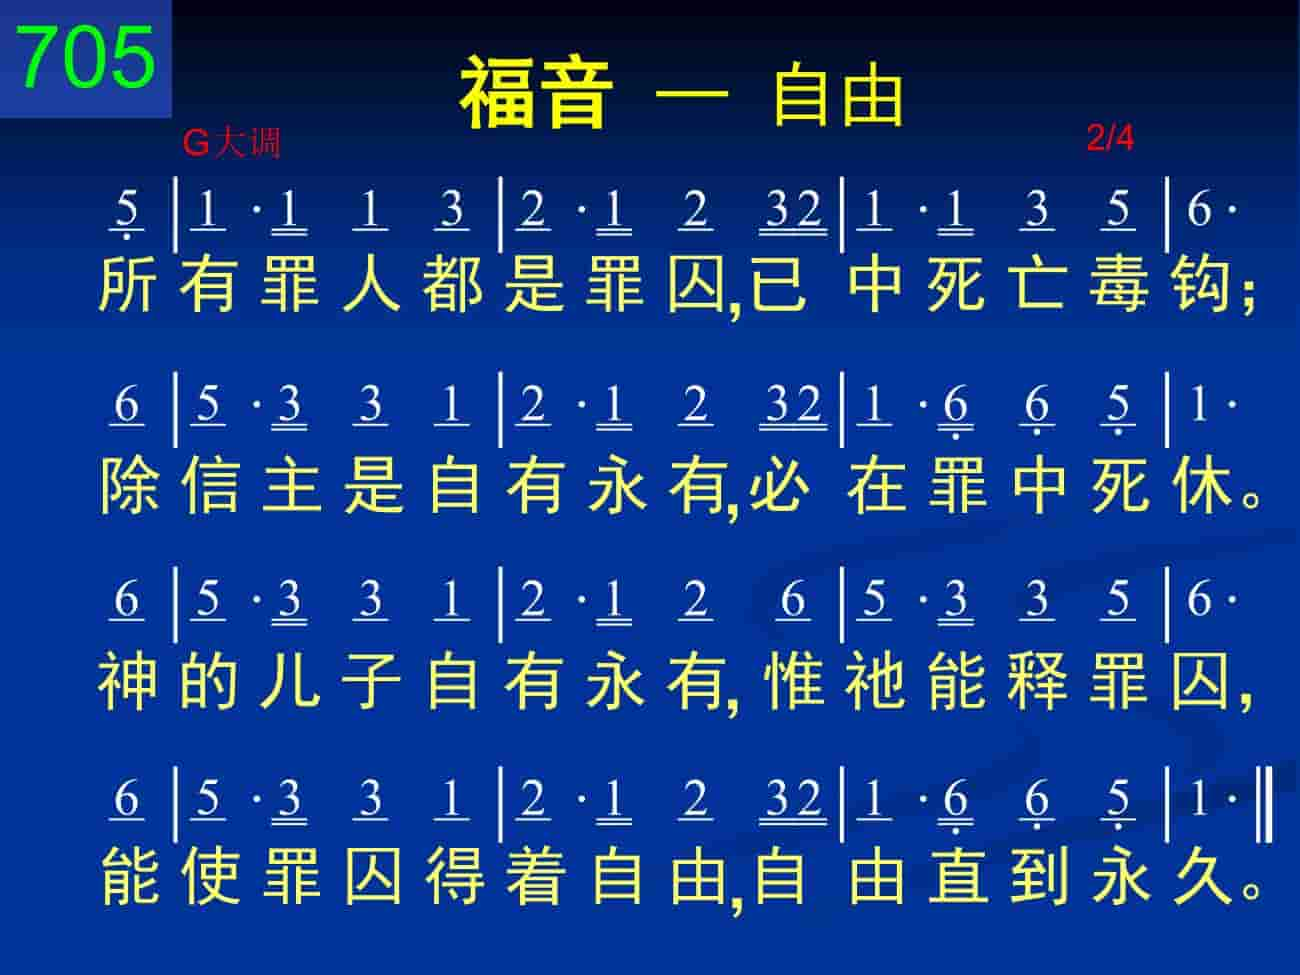 705
福音 — 自由
G大调 2/4
5̣ | 1 · 1 1 3 | 2 · 1 2 32 | 1 · 1 3 5 | 6 ·
所有罪人都是罪囚,已中死亡毒钩;
6 | 5 · 3 3 1 | 2 · 1 2 32 | 1 · 6̣ 6̣ 5̣ | 1 ·
除信主是自有永有,必在罪中死休。
6 | 5 · 3 3 1 | 2 · 1 2 6 | 5 · 3 3 5 | 6 ·
神的儿子自有永有,惟祂能释罪囚,
6 | 5 · 3 3 1 | 2 · 1 2 32 | 1 · 6̣ 6̣ 5̣ | 1 · ‖
能使罪囚得着自由,自由直到永久。